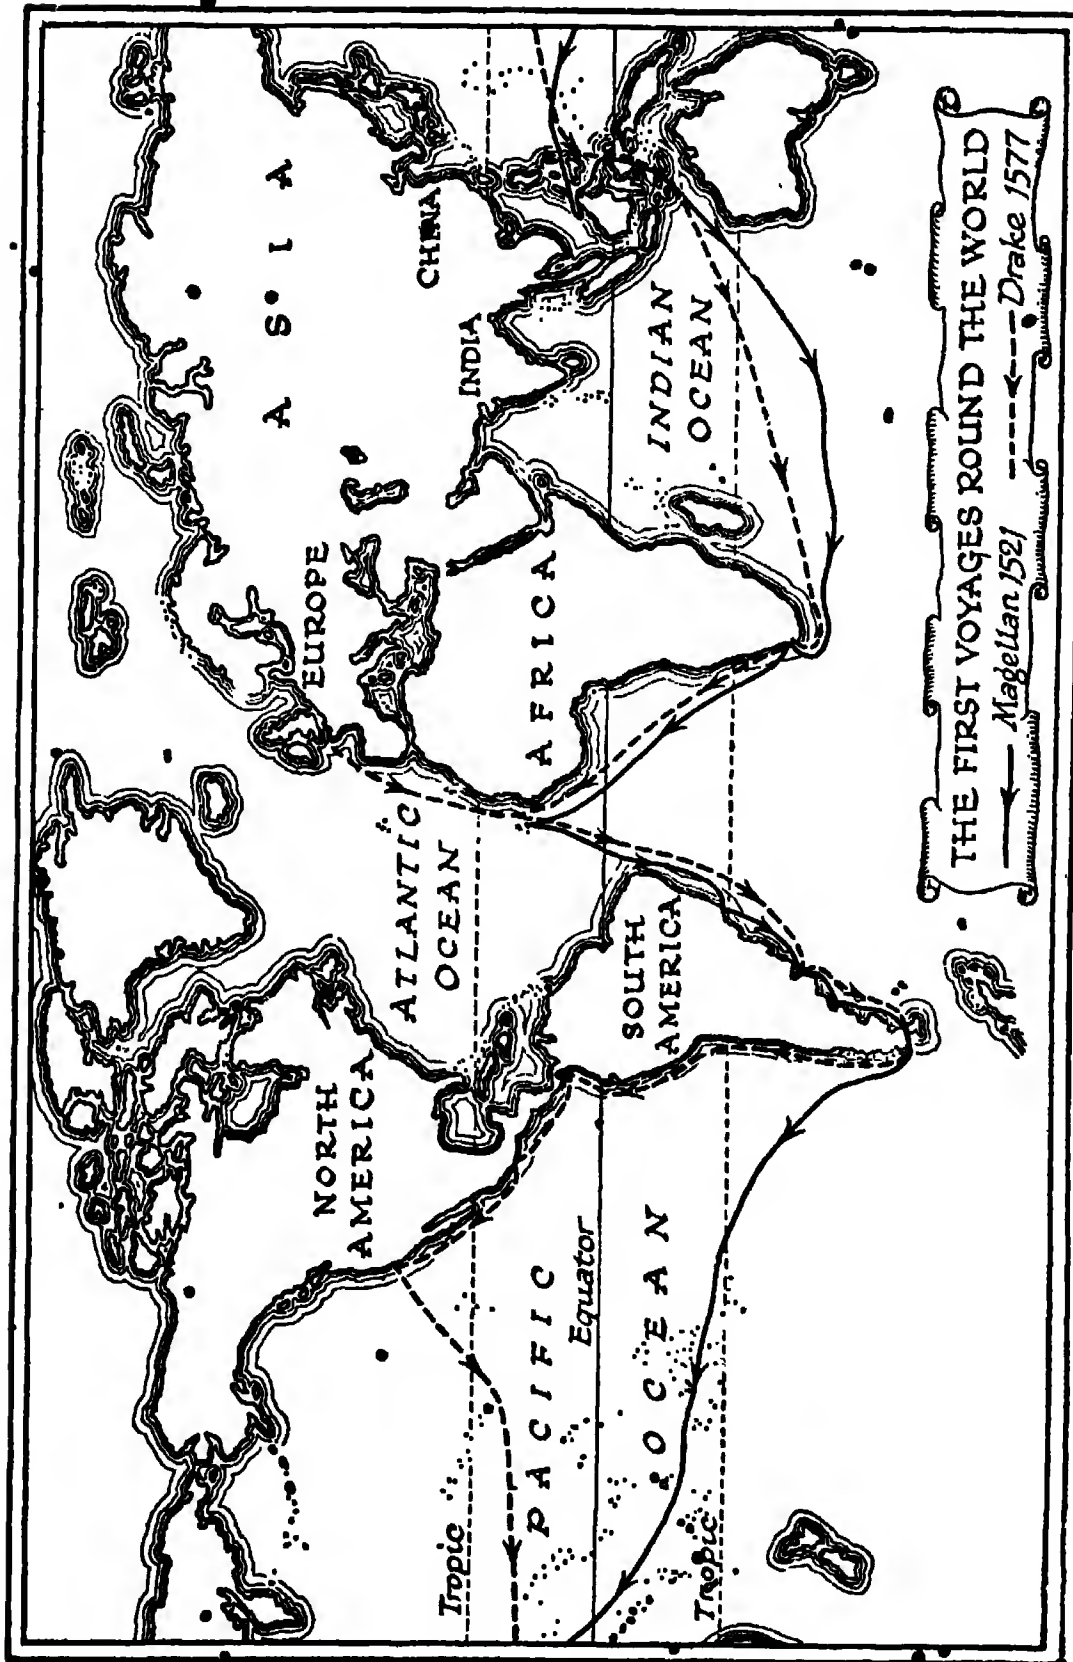 ASIA
CHINA
INDIA
EUROPE
AFRICA
INDIAN
OCEAN
ATLANTIC
OCEAN
NORTH
AMERICA
SOUTH
AMERICA
PACIFIC
OCEAN
Tropic
Equator
Tropic
THE FIRST VOYAGES ROUND THE WORLD
Magellan 1521 Drake 1577